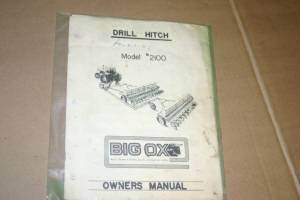 DRILL HITCH
Model #2100
BIG OX
OWNERS MANUAL